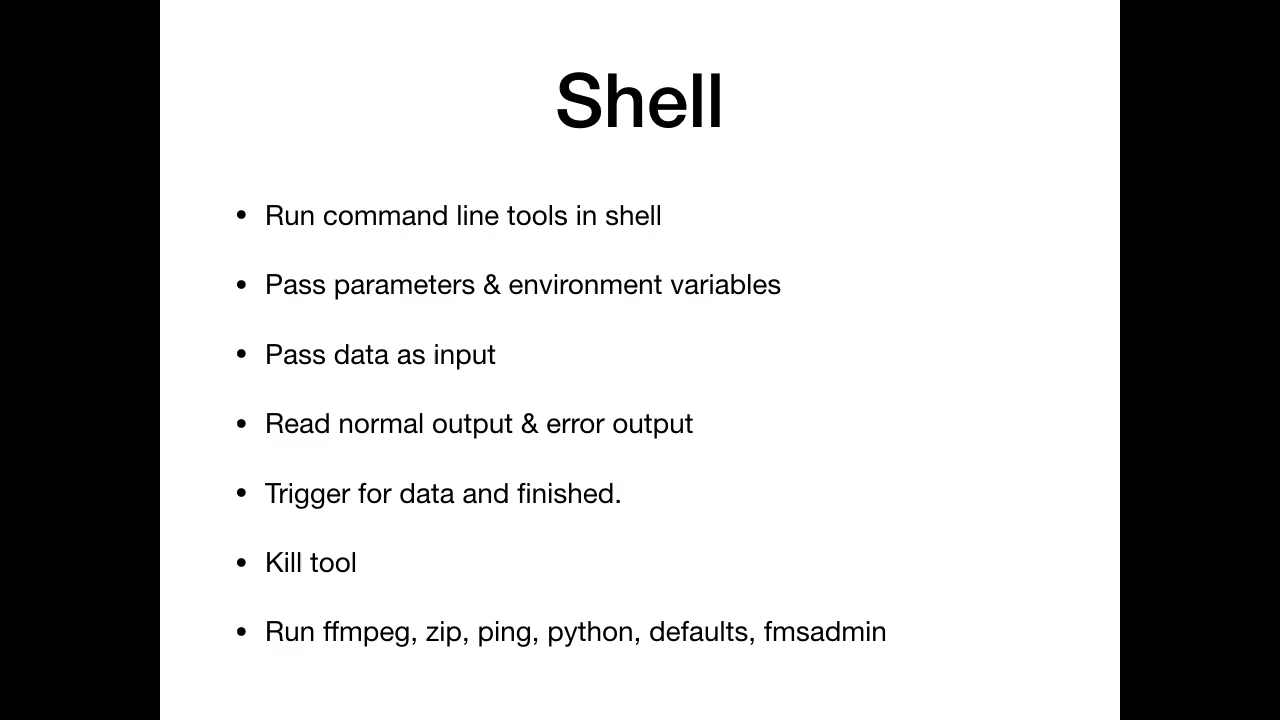 Shell
• Run command line tools in shell
• Pass parameters & environment variables
• Pass data as input
• Read normal output & error output
• Trigger for data and finished.
• Kill tool
• Run ffmpeg, zip, ping, python, defaults, fmsadmin